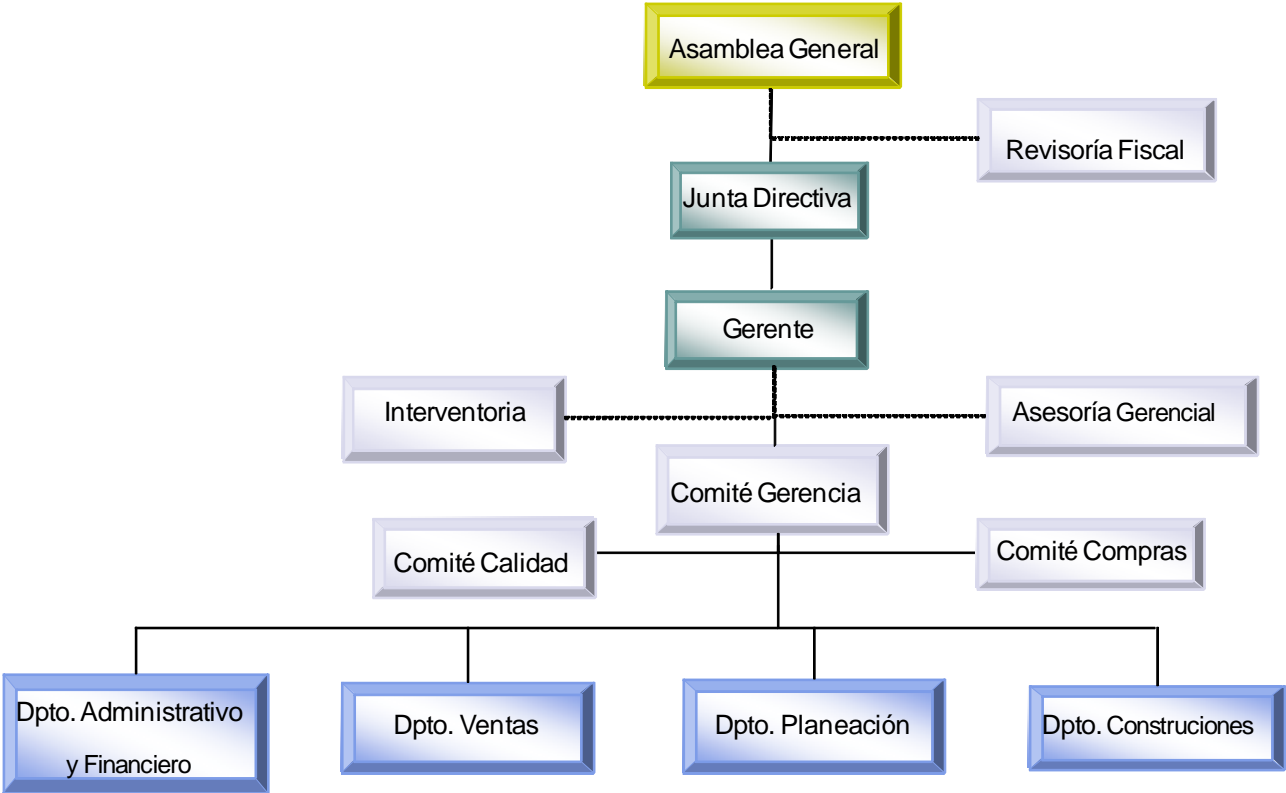 Asamblea General
Revisoría Fiscal
Junta Directiva
Gerente
Interventoria
Asesoría Gerencial
Comité Gerencia
Comité Calidad
Comité Compras
Dpto. Administrativo
y Financiero
Dpto. Ventas
Dpto. Planeación
Dpto. Construciones